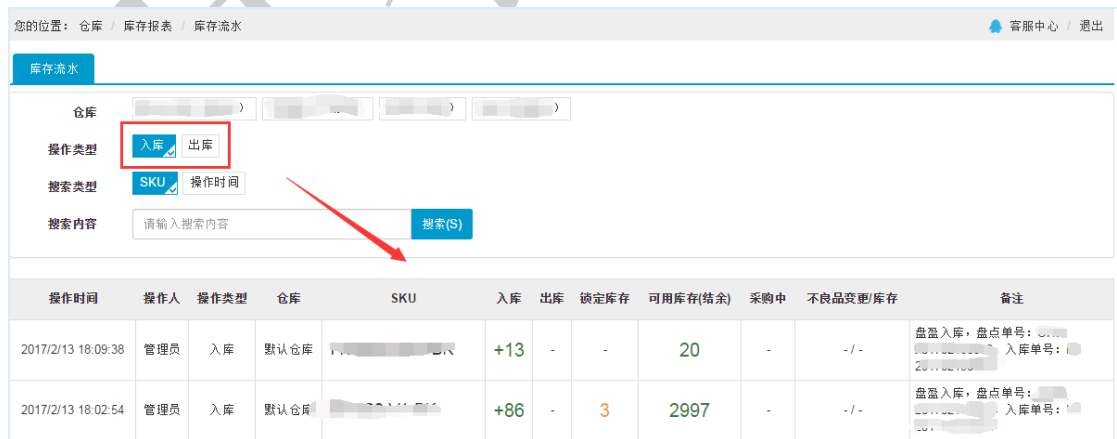 您的位置： 仓库 / 库存报表 / 库存流水
客服中心 / 退出
库存流水
仓库
操作类型 入库 出库
搜索类型 SKU 操作时间
搜索内容 请输入搜索内容 搜索(S)
操作时间 操作人 操作类型 仓库 SKU 入库 出库 锁定库存 可用库存(结余) 采购中 不良品变更/库存 备注
盘盈入库，盘点单号：
2017/2/13 18:09:38 管理员 入库 默认仓库 +13 - - 20 - - / - 入库单号：
盘盈入库，盘点单号：
2017/2/13 18:02:54 管理员 入库 默认仓库 +86 - 3 2997 - - / - 入库单号：